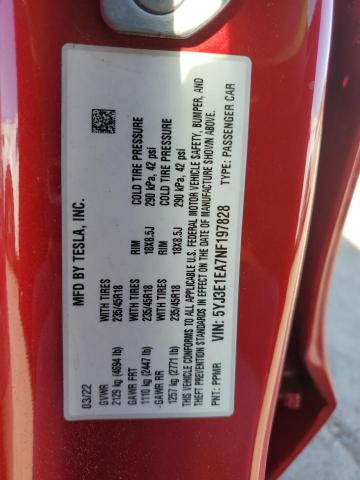 MFD BY TESLA, INC.
03/22
GVWR
2129 kg (4694 lb)
WITH TIRES
235/45R18
RIM
18X8.5J
COLD TIRE PRESSURE
290 kPa, 42 psi
GAWR FRT
1110 kg (2447 lb)
WITH TIRES
235/45R18
RIM
18X8.5J
COLD TIRE PRESSURE
290 kPa, 42 psi
GAWR RR
1257 kg (2771 lb)
THIS VEHICLE CONFORMS TO ALL APPLICABLE U.S. FEDERAL MOTOR VEHICLE SAFETY, BUMPER, AND
THEFT PREVENTION STANDARDS IN EFFECT ON THE DATE OF MANUFACTURE SHOWN ABOVE.
VIN: 5YJ3E1EA7NF197828
PNT: PPMR
TYPE: PASSENGER CAR